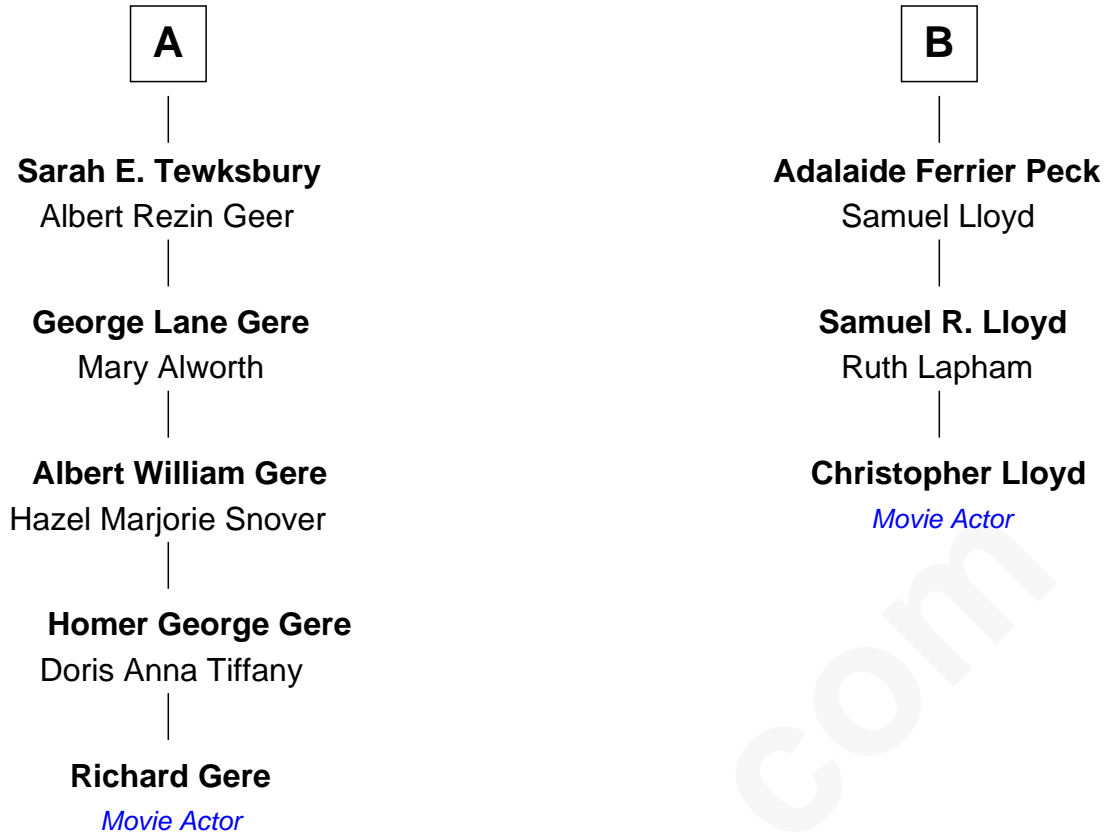 A
Sarah E. Tewksbury
Albert Rezin Geer
George Lane Gere
Mary Alworth
Albert William Gere
Hazel Marjorie Snover
Homer George Gere
Doris Anna Tiffany
Richard Gere
Movie Actor
B
Adalaide Ferrier Peck
Samuel Lloyd
Samuel R. Lloyd
Ruth Lapham
Christopher Lloyd
Movie Actor
com